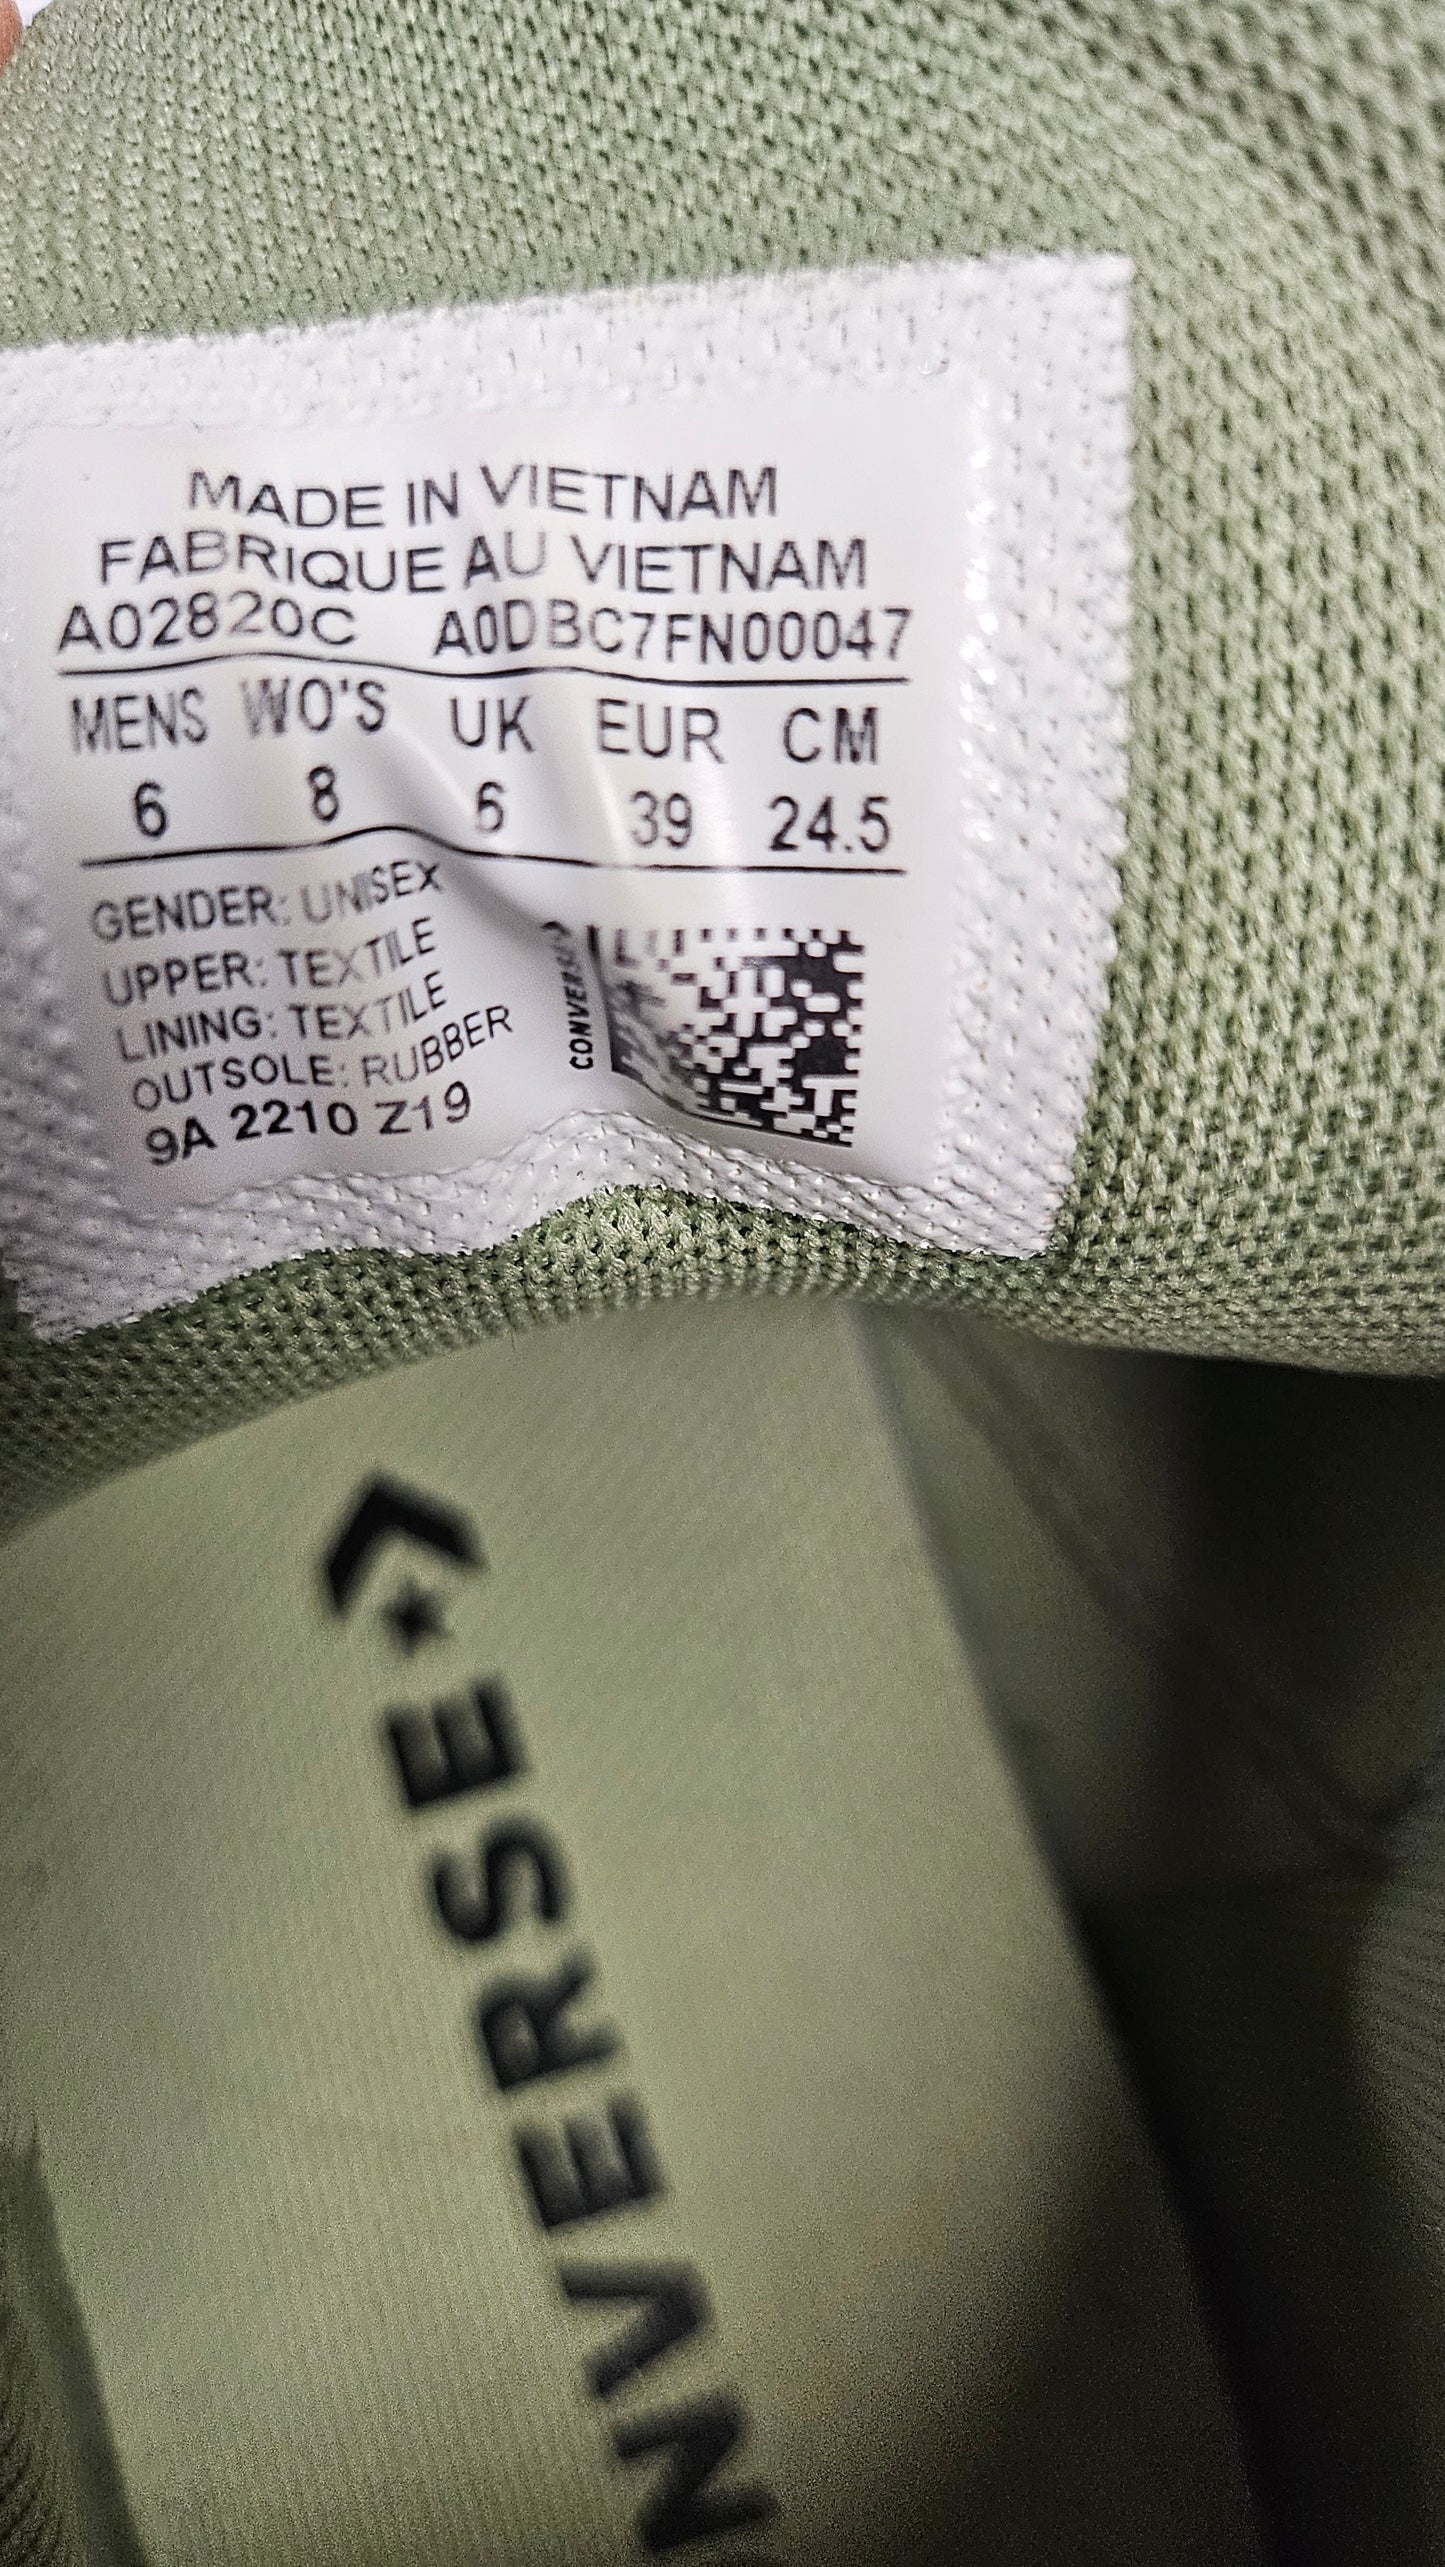 MADE IN VIETNAM
FABRIQUE AU VIETNAM
A02820C A0DBC7FN00047
MENS WO'S UK EUR CM
6 8 6 39 24.5
GENDER: UNISEX
UPPER: TEXTILE
LINING: TEXTILE
OUTSOLE: RUBBER
9A 2210 Z19
CONVERSE
NVERSE